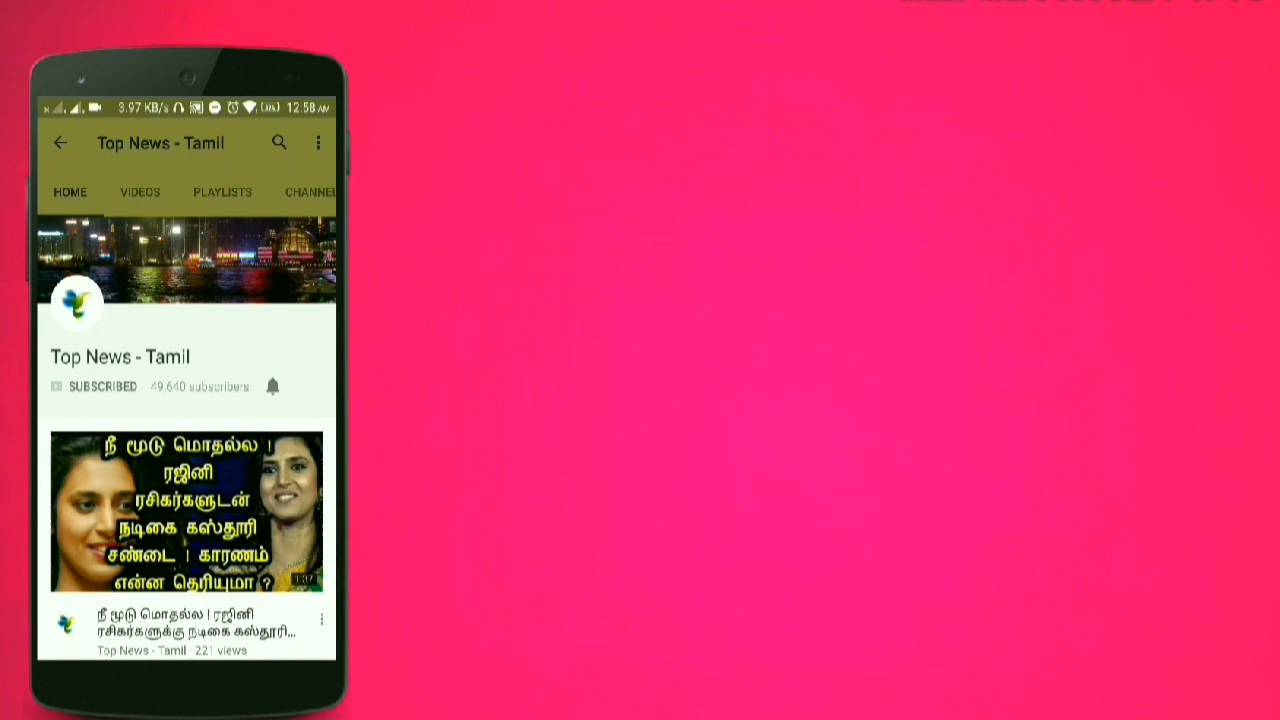 3.97 KB/s 12.58 AM
Top News - Tamil
HOME VIDEOS PLAYLISTS CHANNEL
Top News - Tamil
SUBSCRIBED 49,640 subscribers
நீ மூடு மொதல்ல !
ரஜினி
ரசிகர்களுடன்
நடிகை கஸ்தூரி
சண்டை ! காரணம்
என்ன தெரியுமா ?
நீ மூடு மொதல்ல ! ரஜினி
ரசிகர்களுக்கு நடிகை கஸ்தூரி...
Top News - Tamil · 221 views